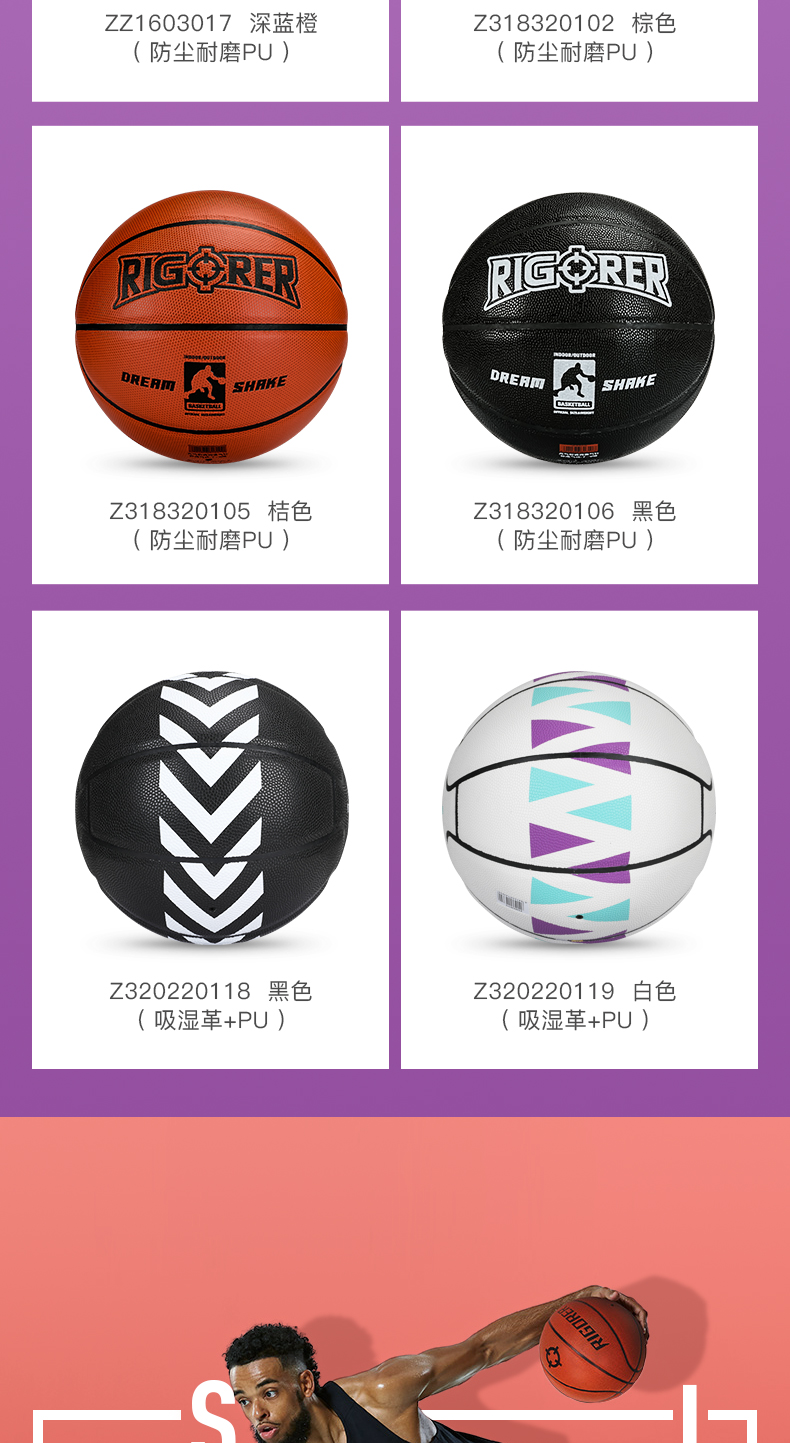 ZZ1603017 深蓝橙
（防尘耐磨PU）
Z318320102 棕色
（防尘耐磨PU）
RIGORER
INDOOR/OUTDOOR
DREAM SHAKE
BASKETBALL
RIGORER
INDOOR/OUTDOOR
DREAM SHAKE
BASKETBALL
Z318320105 桔色
（防尘耐磨PU）
Z318320106 黑色
（防尘耐磨PU）
Z320220118 黑色
（吸湿革+PU）
Z320220119 白色
（吸湿革+PU）
RIGORER
S